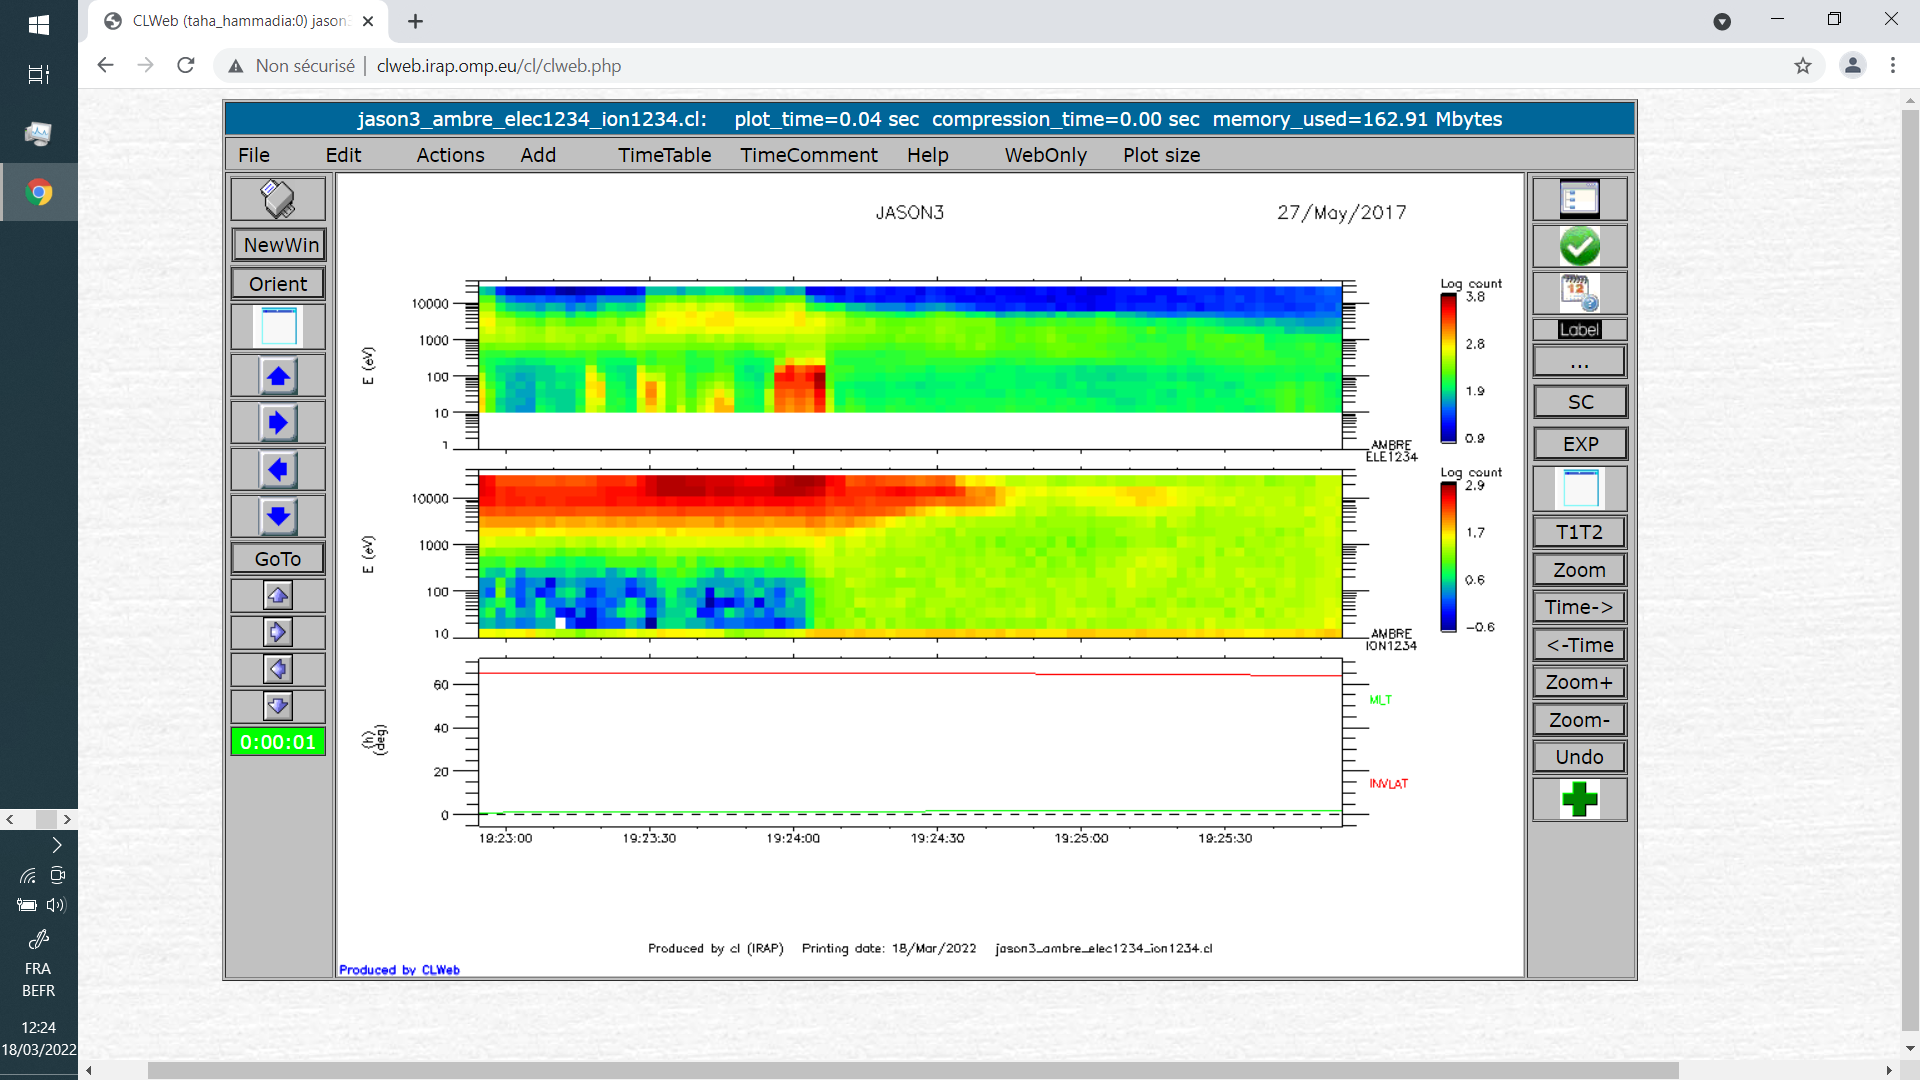 CLWeb (taha_hammadia:0) jason3
Non sécurisé | clweb.irap.omp.eu/cl/clweb.php
jason3_ambre_elec1234_ion1234.cl: plot_time=0.04 sec compression_time=0.00 sec memory_used=162.91 Mbytes
File Edit Actions Add TimeTable TimeComment Help WebOnly Plot size
NewWin
Orient
GoTo
0:00:01
JASON3 27/May/2017
10000
1000
100
10
1
E (eV)
AMBRE
ELE1234
Log count
3.8
2.8
1.9
0.9
10000
1000
100
10
E (eV)
AMBRE
ION1234
Log count
2.9
1.7
0.6
-0.6
60
40
20
0
(h)
(deg)
MLT
INVLAT
19:23:00 19:23:30 19:24:00 19:24:30 19:25:00 19:25:30
Produced by cl (IRAP) Printing date: 18/Mar/2022 jason3_ambre_elec1234_ion1234.cl
Produced by CLWeb
12
Label
...
SC
EXP
T1T2
Zoom
Time->
<-Time
Zoom+
Zoom-
Undo
FRA
BEFR
12:24
18/03/2022